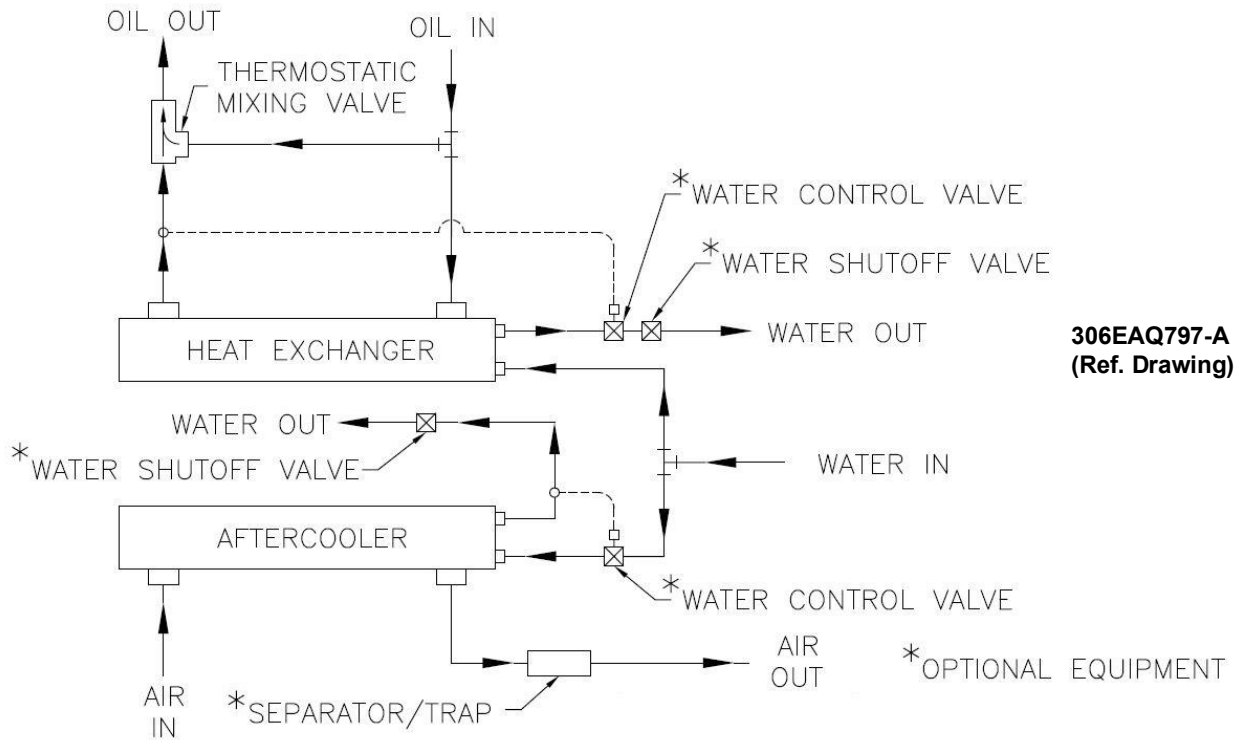 OIL OUT
OIL IN
THERMOSTATIC
MIXING VALVE
*WATER CONTROL VALVE
*WATER SHUTOFF VALVE
WATER OUT
HEAT EXCHANGER
306EAQ797-A
(Ref. Drawing)
WATER OUT
*WATER SHUTOFF VALVE
WATER IN
AFTERCOOLER
*WATER CONTROL VALVE
AIR
OUT
*OPTIONAL EQUIPMENT
AIR
IN
*SEPARATOR/TRAP